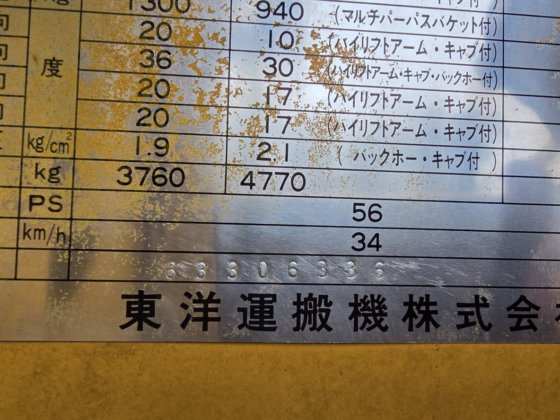 1300 940 (マルチパーパスバケット付)
向 20 10 (ハイリフトアーム・キャブ付)
度 36 30 (ハイリフトアーム・キャブ・バックホー付)
20 17 (ハイリフトアーム・キャブ付)
向 20 17 (ハイリフトアーム・キャブ付)
kg/cm² 1.9 2.1 (バックホー・キャブ付)
kg 3760 4770
PS 56
km/h 34
63306336
東洋運搬機株式会